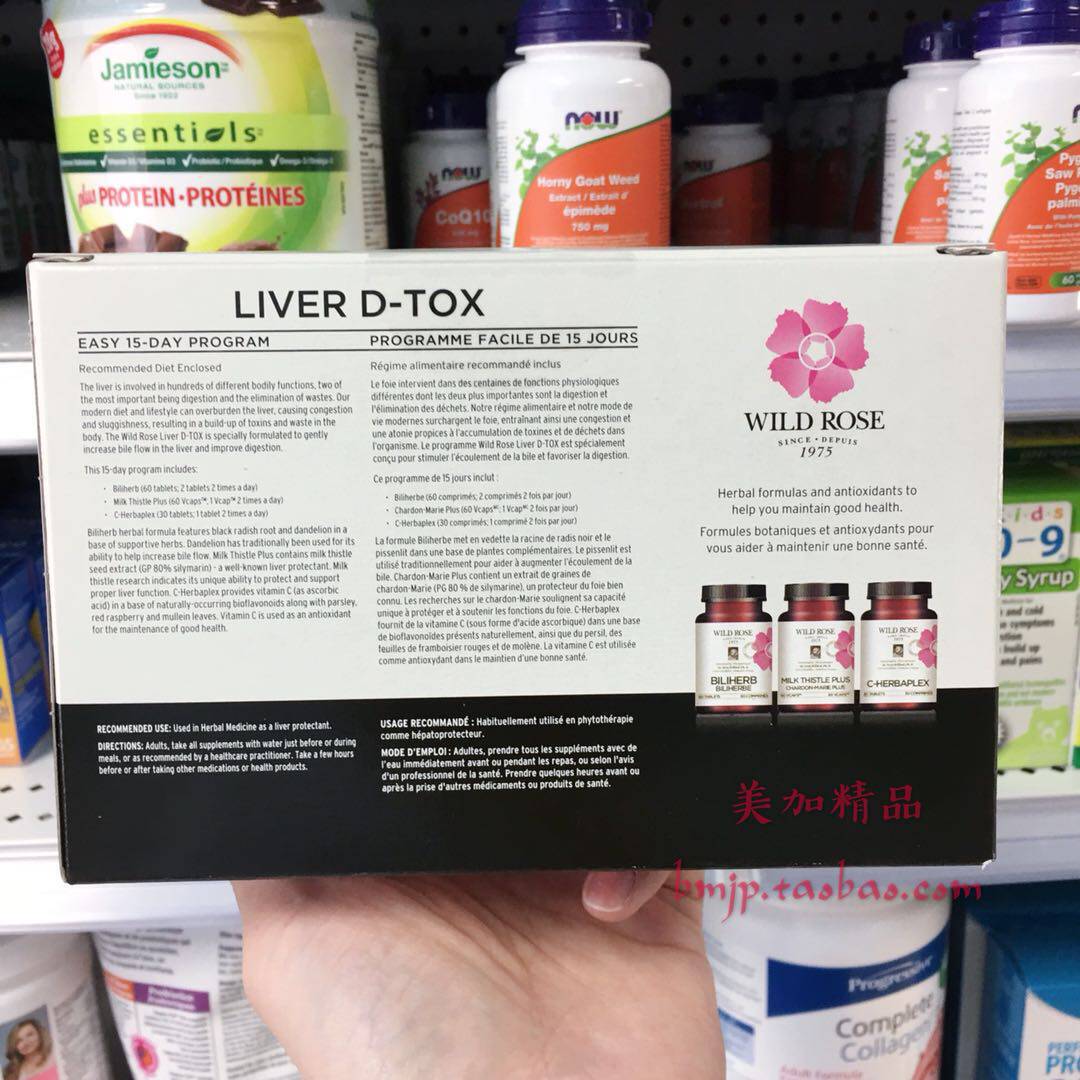 Jamieson
NATURAL SOURCES
Since 1922
essentials
plus PROTEIN • PROTÉINES
now
CoQ10
now
Horny Goat Weed
Extract / Extrait d'
épimède
750 mg
now
LIVER D-TOX
EASY 15-DAY PROGRAM
Recommended Diet Enclosed
The liver is involved in hundreds of different bodily functions, two of
the most important being digestion and the elimination of wastes. Our
modern diet and lifestyle can overburden the liver, causing congestion
and sluggishness, resulting in a build-up of toxins and waste in the
body. The Wild Rose Liver D-TOX is specially formulated to gently
increase bile flow in the liver and improve digestion.
This 15-day program includes:
• Biliherb (60 tablets; 2 tablets 2 times a day)
• Milk Thistle Plus (60 Vcaps™, 1 Vcap™ 2 times a day)
• C-Herbaplex (30 tablets; 1 tablet 2 times a day)
Biliherb herbal formula features black radish root and dandelion in a
base of supportive herbs. Dandelion has traditionally been used for its
ability to help increase bile flow. Milk Thistle Plus contains milk thistle
seed extract (GP 80% silymarin) - a well-known liver protectant. Milk
thistle research indicates its unique ability to protect and support
proper liver function. C-Herbaplex provides vitamin C (as ascorbic
acid) in a base of naturally-occurring bioflavonoids along with parsley,
red raspberry and mullein leaves. Vitamin C is used as an antioxidant
for the maintenance of good health.
PROGRAMME FACILE DE 15 JOURS
Régime alimentaire recommandé inclus
Le foie intervient dans des centaines de fonctions physiologiques
différentes dont les deux plus importantes sont la digestion et
l'élimination des déchets. Notre régime alimentaire et notre mode de
vie modernes surchargent le foie, entraînant ainsi une congestion et
une atonie propices à l'accumulation de toxines et de déchets dans
l'organisme. Le programme Wild Rose Liver D-TOX est spécialement
conçu pour stimuler l'écoulement de la bile et favoriser la digestion.
Ce programme de 15 jours inclut :
• Biliherbe (60 comprimés; 2 comprimés 2 fois par jour)
• Chardon-Marie Plus (60 Vcaps ; 1 Vcap 2 fois par jour)
• C-Herbaplex (30 comprimés; 1 comprimé 2 fois par jour)
La formule Biliherbe met en vedette la racine de radis noir et le
pissenlit dans une base de plantes complémentaires. Le pissenlit est
utilisé traditionnellement pour aider à augmenter l'écoulement de la
bile. Chardon-Marie Plus contient un extrait de graines de
chardon-Marie (PG 80 % de silymarine), un protecteur du foie bien
connu. Les recherches sur le chardon-Marie soulignent sa capacité
unique à protéger et à soutenir les fonctions du foie. C-Herbaplex
fournit de la vitamine C (sous forme d'acide ascorbique) dans une base
de bioflavonoïdes présents naturellement, ainsi que du persil, des
feuilles de framboisier rouges et de molène. La vitamine C est utilisée
comme antioxydant dans le maintien d'une bonne santé.
WILD ROSE
SINCE • DEPUIS
1975
Herbal formulas and antioxidants to
help you maintain good health.
Formules botaniques et antioxydants pour
vous aider à maintenir une bonne santé.
WILD ROSE
BILIHERB
BILIHERBE
WILD ROSE
MILK THISTLE PLUS
CHARDON-MARIE PLUS
WILD ROSE
C-HERBAPLEX
RECOMMENDED USE: Used in Herbal Medicine as a liver protectant.
DIRECTIONS: Adults, take all supplements with water just before or during
meals, or as recommended by a healthcare practitioner. Take a few hours
before or after taking other medications or health products.
USAGE RECOMMANDÉ : Habituellement utilisé en phytothérapie
comme hépatoprotecteur.
MODE D'EMPLOI : Adultes, prendre tous les suppléments avec de
l'eau immédiatement avant ou pendant les repas, ou selon l'avis
d'un professionnel de la santé. Prendre quelques heures avant ou
après la prise d'autres médicaments ou produits de santé.
美加精品
bmjp.taobao.com
Syrup
Progressive
Complete
Collagen
Adult Formula